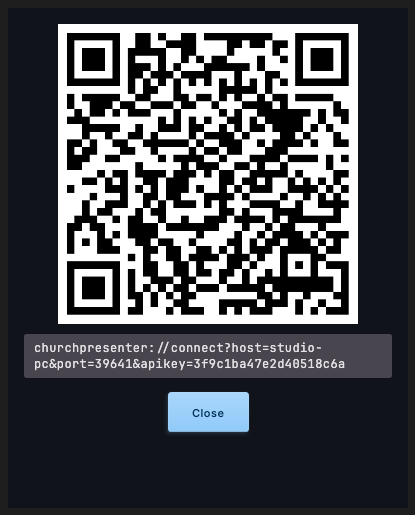 churchpresenter://connect?host=studio-
pc&port=39641&apikey=3f9c1ba47e2d40518c6a
Close